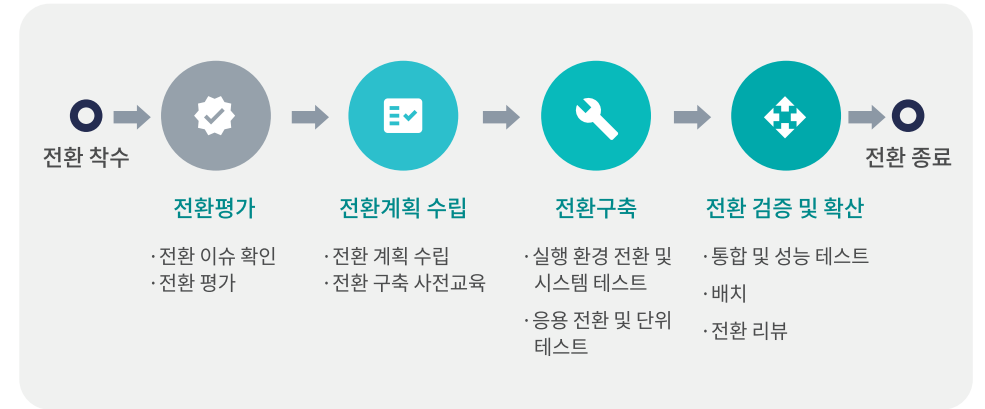 전환 착수
전환 종료
전환평가
· 전환 이슈 확인
· 전환 평가
전환계획 수립
· 전환 계획 수립
· 전환 구축 사전교육
전환구축
· 실행 환경 전환 및
시스템 테스트
· 응용 전환 및 단위
테스트
전환 검증 및 확산
· 통합 및 성능 테스트
· 배치
· 전환 리뷰